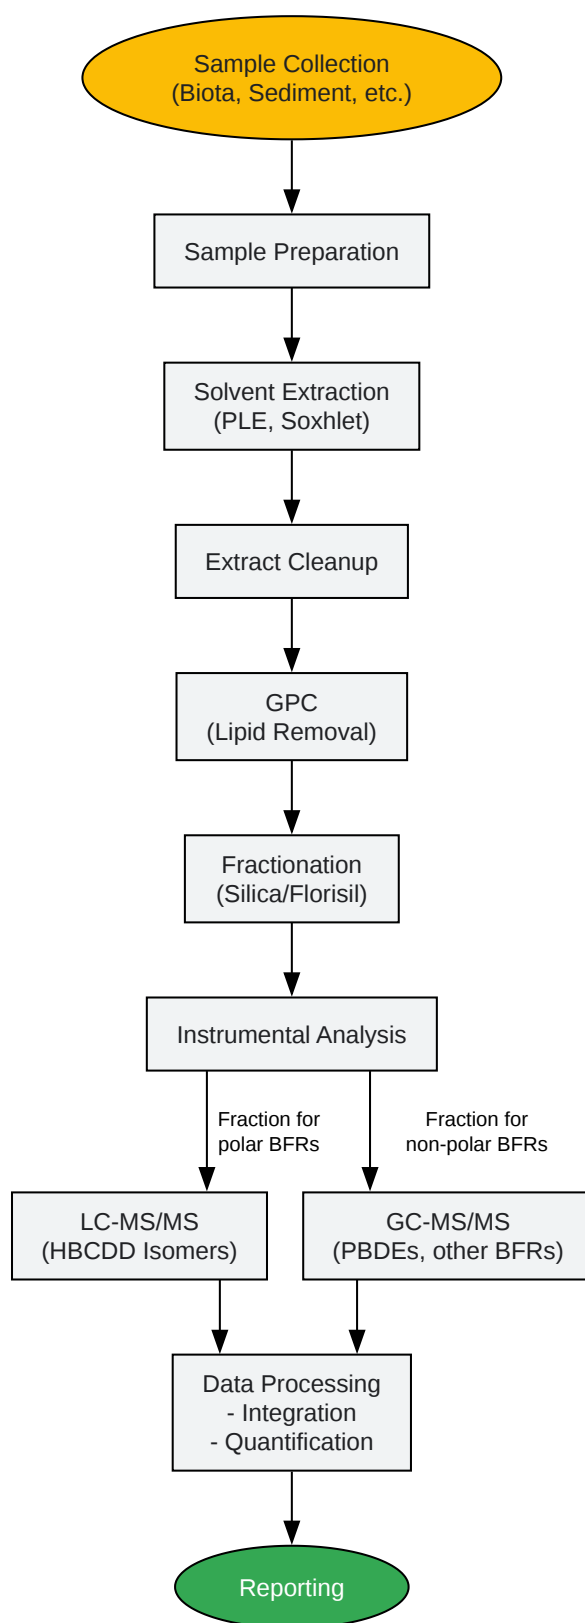 Sample Collection
(Biota, Sediment, etc.)
Sample Preparation
Solvent Extraction
(PLE, Soxhlet)
Extract Cleanup
GPC
(Lipid Removal)
Fractionation
(Silica/Florisil)
Instrumental Analysis
Fraction for
polar BFRs
Fraction for
non-polar BFRs
LC-MS/MS
(HBCDD Isomers)
GC-MS/MS
(PBDEs, other BFRs)
Data Processing
- Integration
- Quantification
Reporting